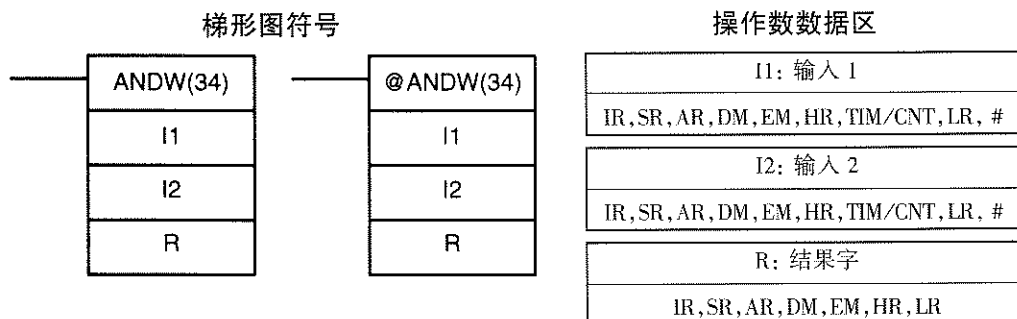 梯形图符号
ANDW(34)
I1
I2
R
@ANDW(34)
I1
I2
R
操作数数据区
I1: 输入 1
IR,SR,AR,DM,EM,HR,TIM/CNT,LR, #
I2: 输入 2
IR,SR,AR,DM,EM,HR,TIM/CNT,LR, #
R: 结果字
IR,SR,AR,DM,EM,HR,LR